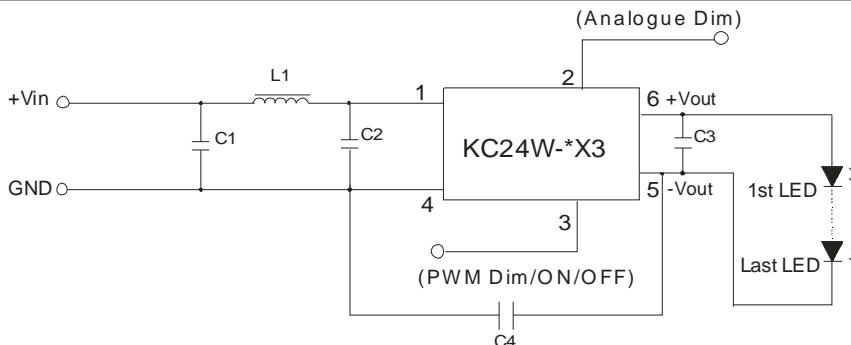 (Analogue Dim)
L1
2
+Vin
1
6 +Vout
C1
C2
KC24W-*X3
C3
GND
4
5 -Vout
1st LED
3
Last LED
(PWM Dim/ON/OFF)
C4